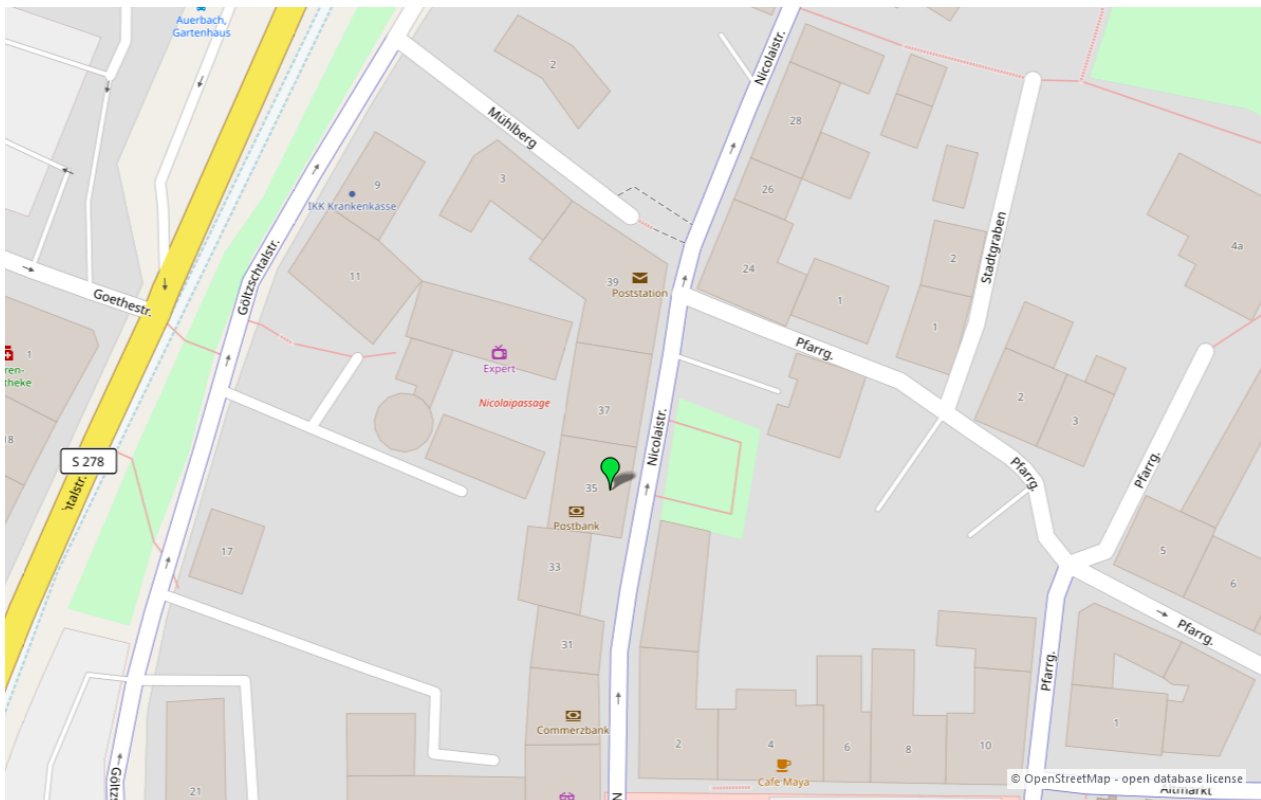 Auerbach,
Gartenhaus
Nicolaistr.
2
28
Mühlberg
3
9
IKK Krankenkasse
26
Stadtgraben
4a
Göltzschtalstr.
11
39
Poststation
24
2
1
1
Goethestr.
1
Pfarrg.
Expert
Nicolaipassage
37
Nicolaistr.
2
3
18
S 278
35
Postbank
Pfarrg.
Pfarrg.
17
33
5
6
31
Pfarrg.
Pfarrg.
Commerzbank
1
2
4
6
8
10
Cafe Maya
21
© OpenStreetMap - open database license
Altmarkt